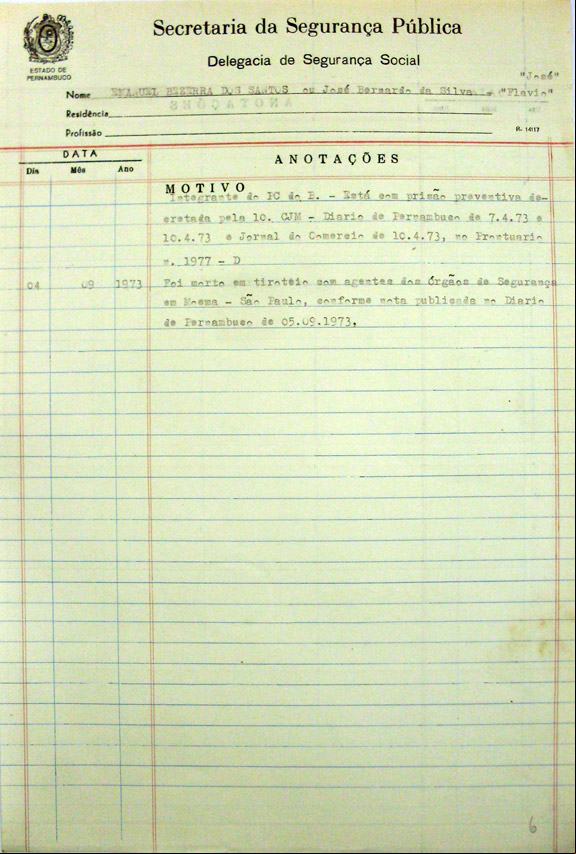 Secretaria da Segurança Pública
Delegacia de Segurança Social
ESTADO DE
PERNAMBUCO
"José"
Nome EMANUEL BEZERRA DOS SANTOS ou José Bernardo da Silva "Flavio"
ANOTAÇÕES
Residência
Profissão
R. 14117
DATA
ANOTAÇÕES
Dia Mês Ano
MOTIVO
Integrante do PC do B. - Está com prisão preventiva de-
cretada pela 10. CJM - Diario de Pernambuco de 7.4.73 e
10.4.73 e Jornal do Comercio de 10.4.73, no Prontuario
n. 1977 - D
04 09 1973 Foi morto em tiroteio com agentes dos Órgãos de Segurança
em Moema - São Paulo, conforme nota publicada no Diario
de Pernambuco de 05.09.1973.
6